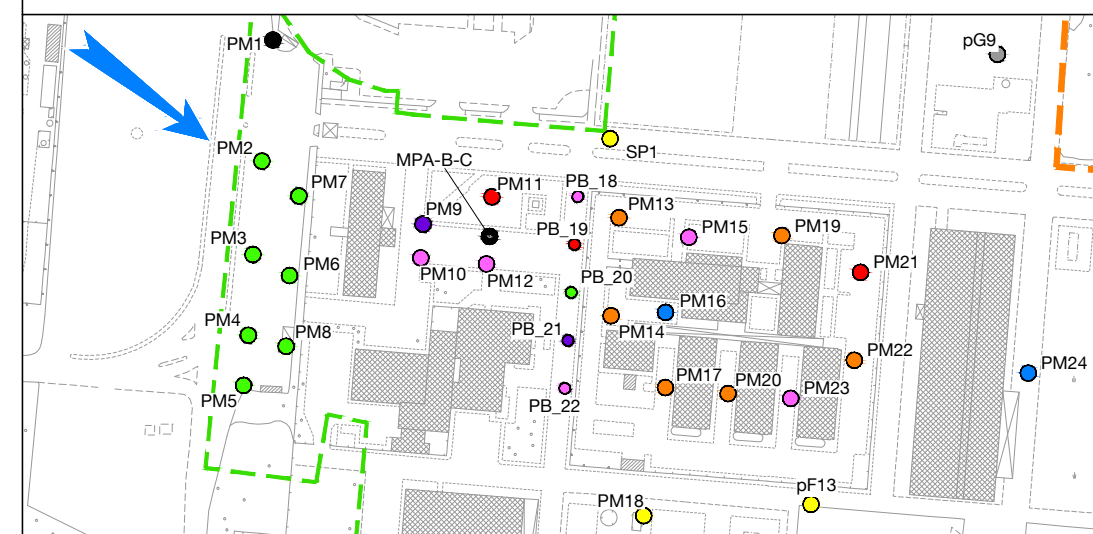 pG9
PM1
PM2
SP1
MPA-B-C
PM7
PM11
PB_18
PM9
PM13
PB_19
PM15
PM19
PM3
PM6
PM10
PM12
PB_20
PM21
PM16
PM4
PM8
PB_21
PM14
PM22
PM24
PM5
PM17
PM20
PM23
PB_22
pF13
PM18